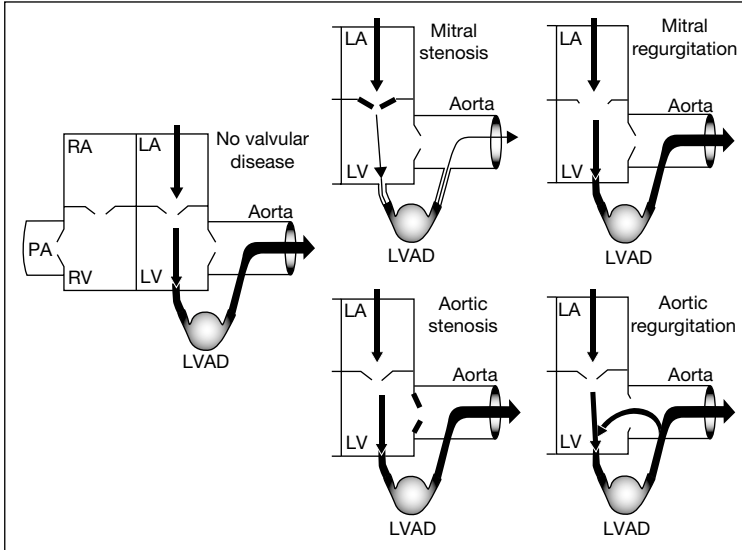 No valvular
disease
RA
LA
Aorta
PA
RV
LV
LVAD
Mitral
stenosis
LA
Aorta
LV
LVAD
Mitral
regurgitation
LA
Aorta
LV
LVAD
Aortic
stenosis
LA
Aorta
LV
LVAD
Aortic
regurgitation
LA
Aorta
LV
LVAD